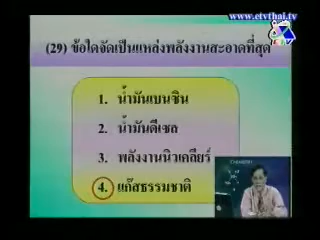 www.etvthai.tv
ETV
(29) ข้อใดจัดเป็นแหล่งพลังงานสะอาดที่สุด
1. น้ำมันเบนซิน
2. น้ำมันดีเซล
3. พลังงานนิวเคลียร์
4. แก๊สธรรมชาติ